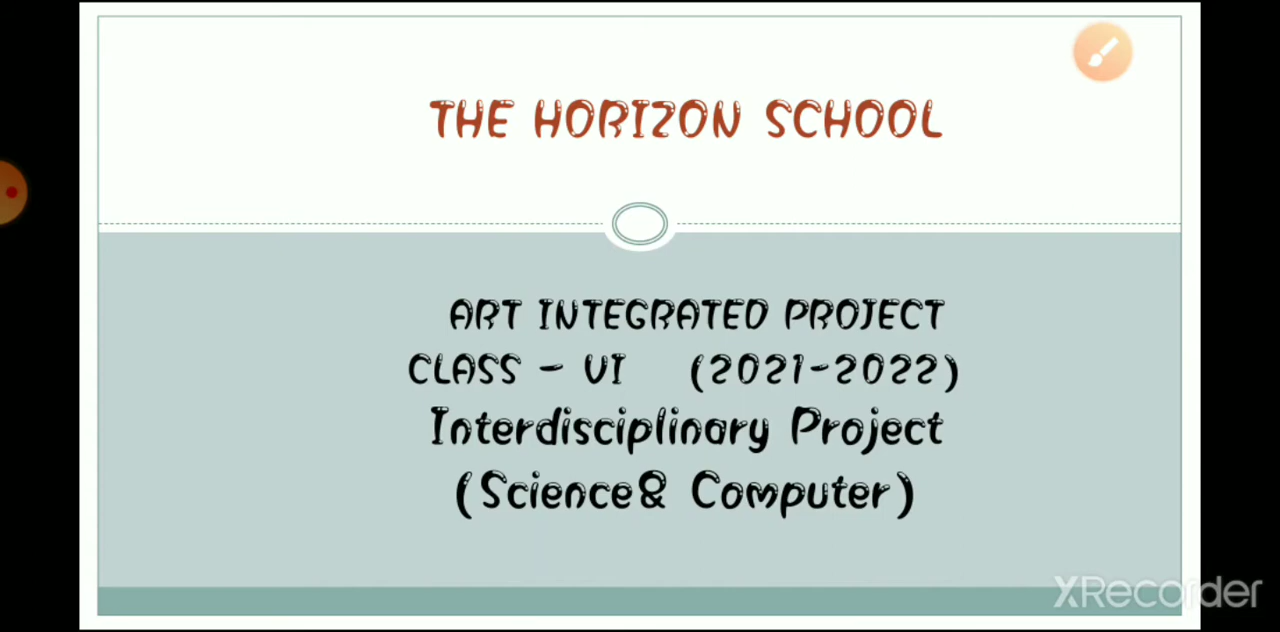 THE HORIZON SCHOOL
ART INTEGRATED PROJECT
CLASS - VI (2021-2022)
Interdisciplinary Project
(Science& Computer)
XRecorder